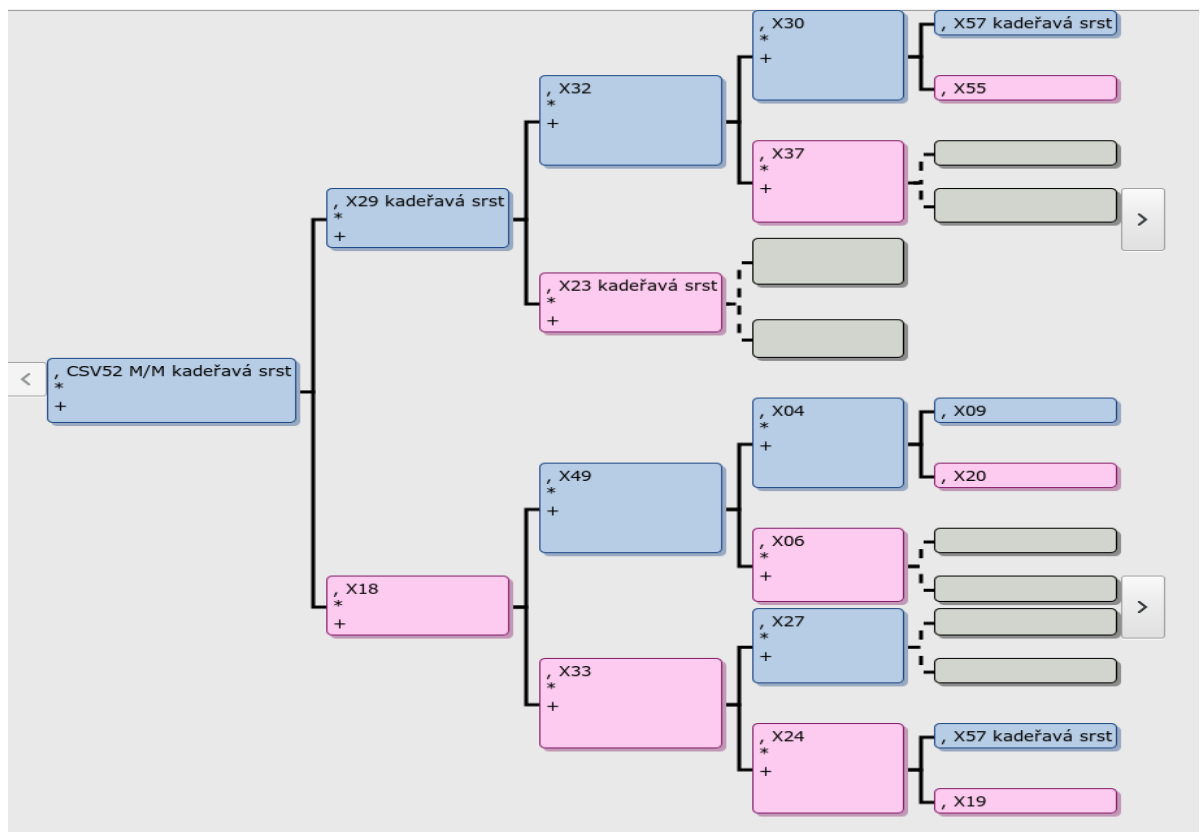 , X30
*
+
, X57 kadeřavá srst
, X55
, X32
*
+
, X37
*
+
, X29 kadeřavá srst
*
+
>
, X23 kadeřavá srst
*
+
<
, CSV52 M/M kadeřavá srst
*
+
, X04
*
+
, X09
, X20
, X49
*
+
, X06
*
+
, X18
*
+
>
, X27
*
+
, X33
*
+
, X24
*
+
, X57 kadeřavá srst
, X19